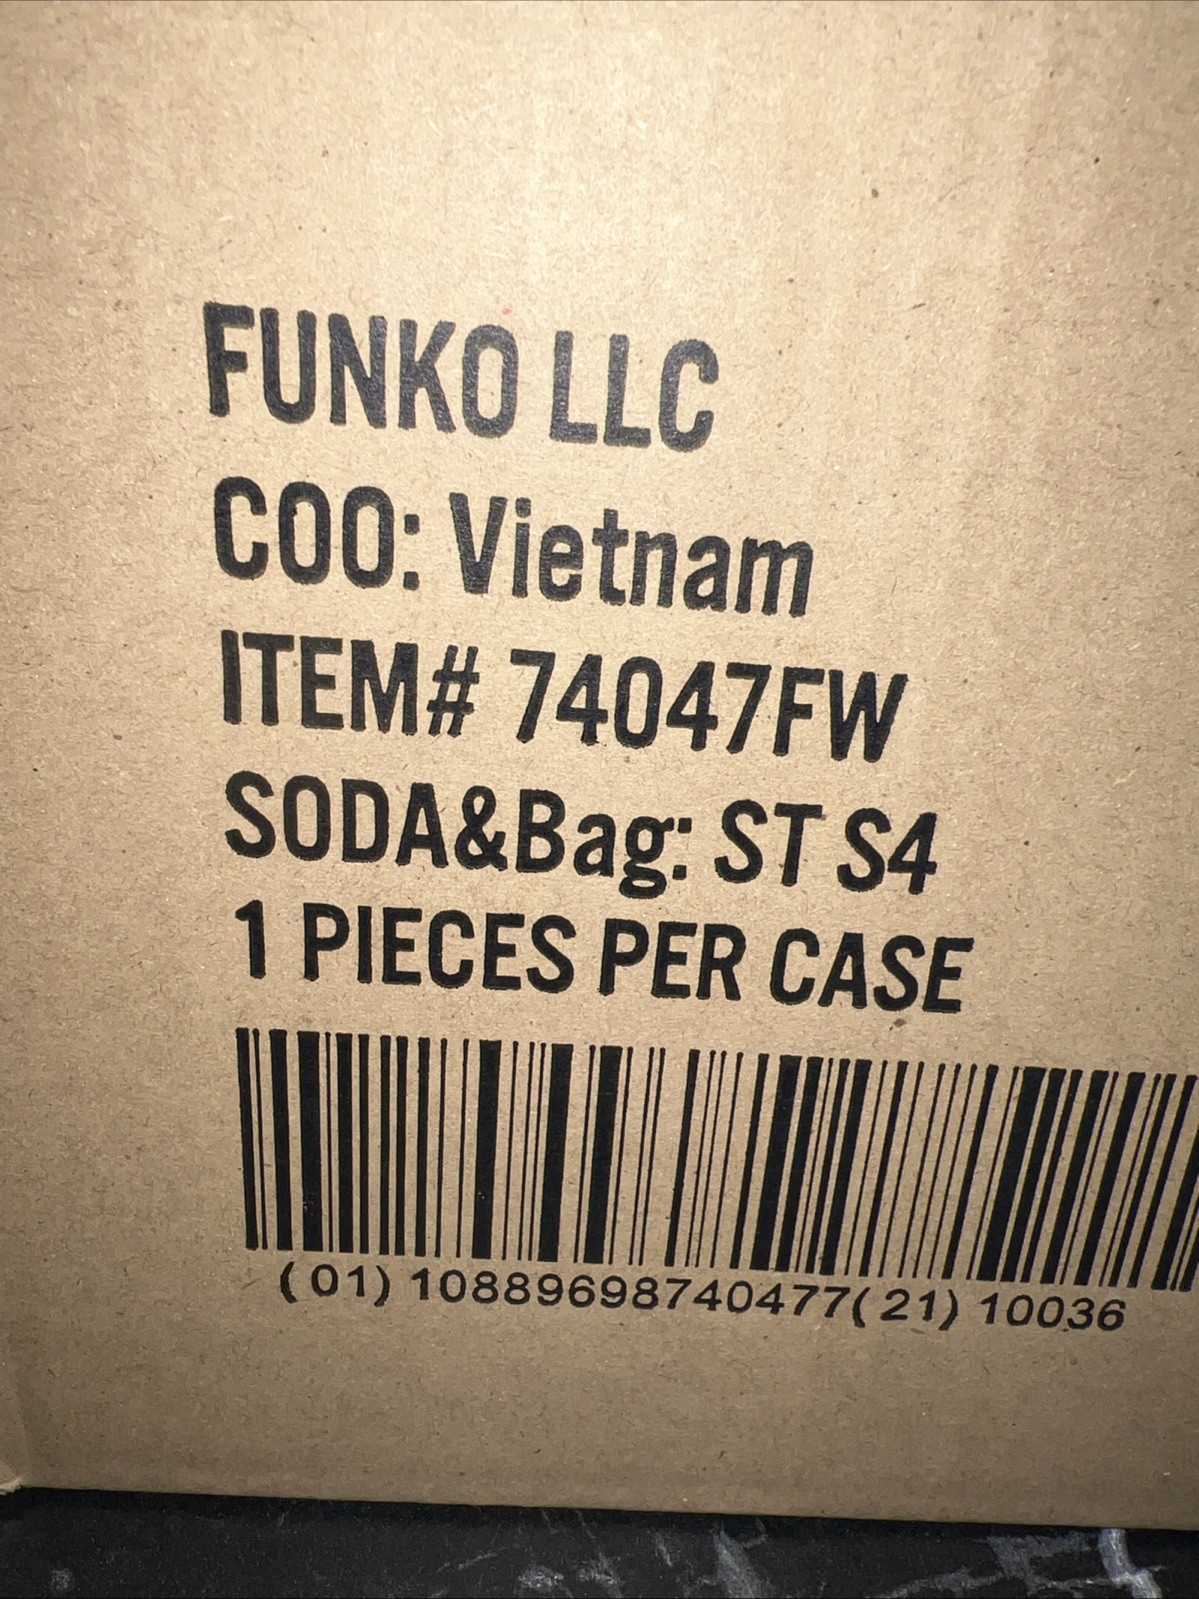 FUNKO LLC
COO: Vietnam
ITEM# 74047FW
SODA&Bag: ST S4
1 PIECES PER CASE
(01) 10889698740477(21) 10036